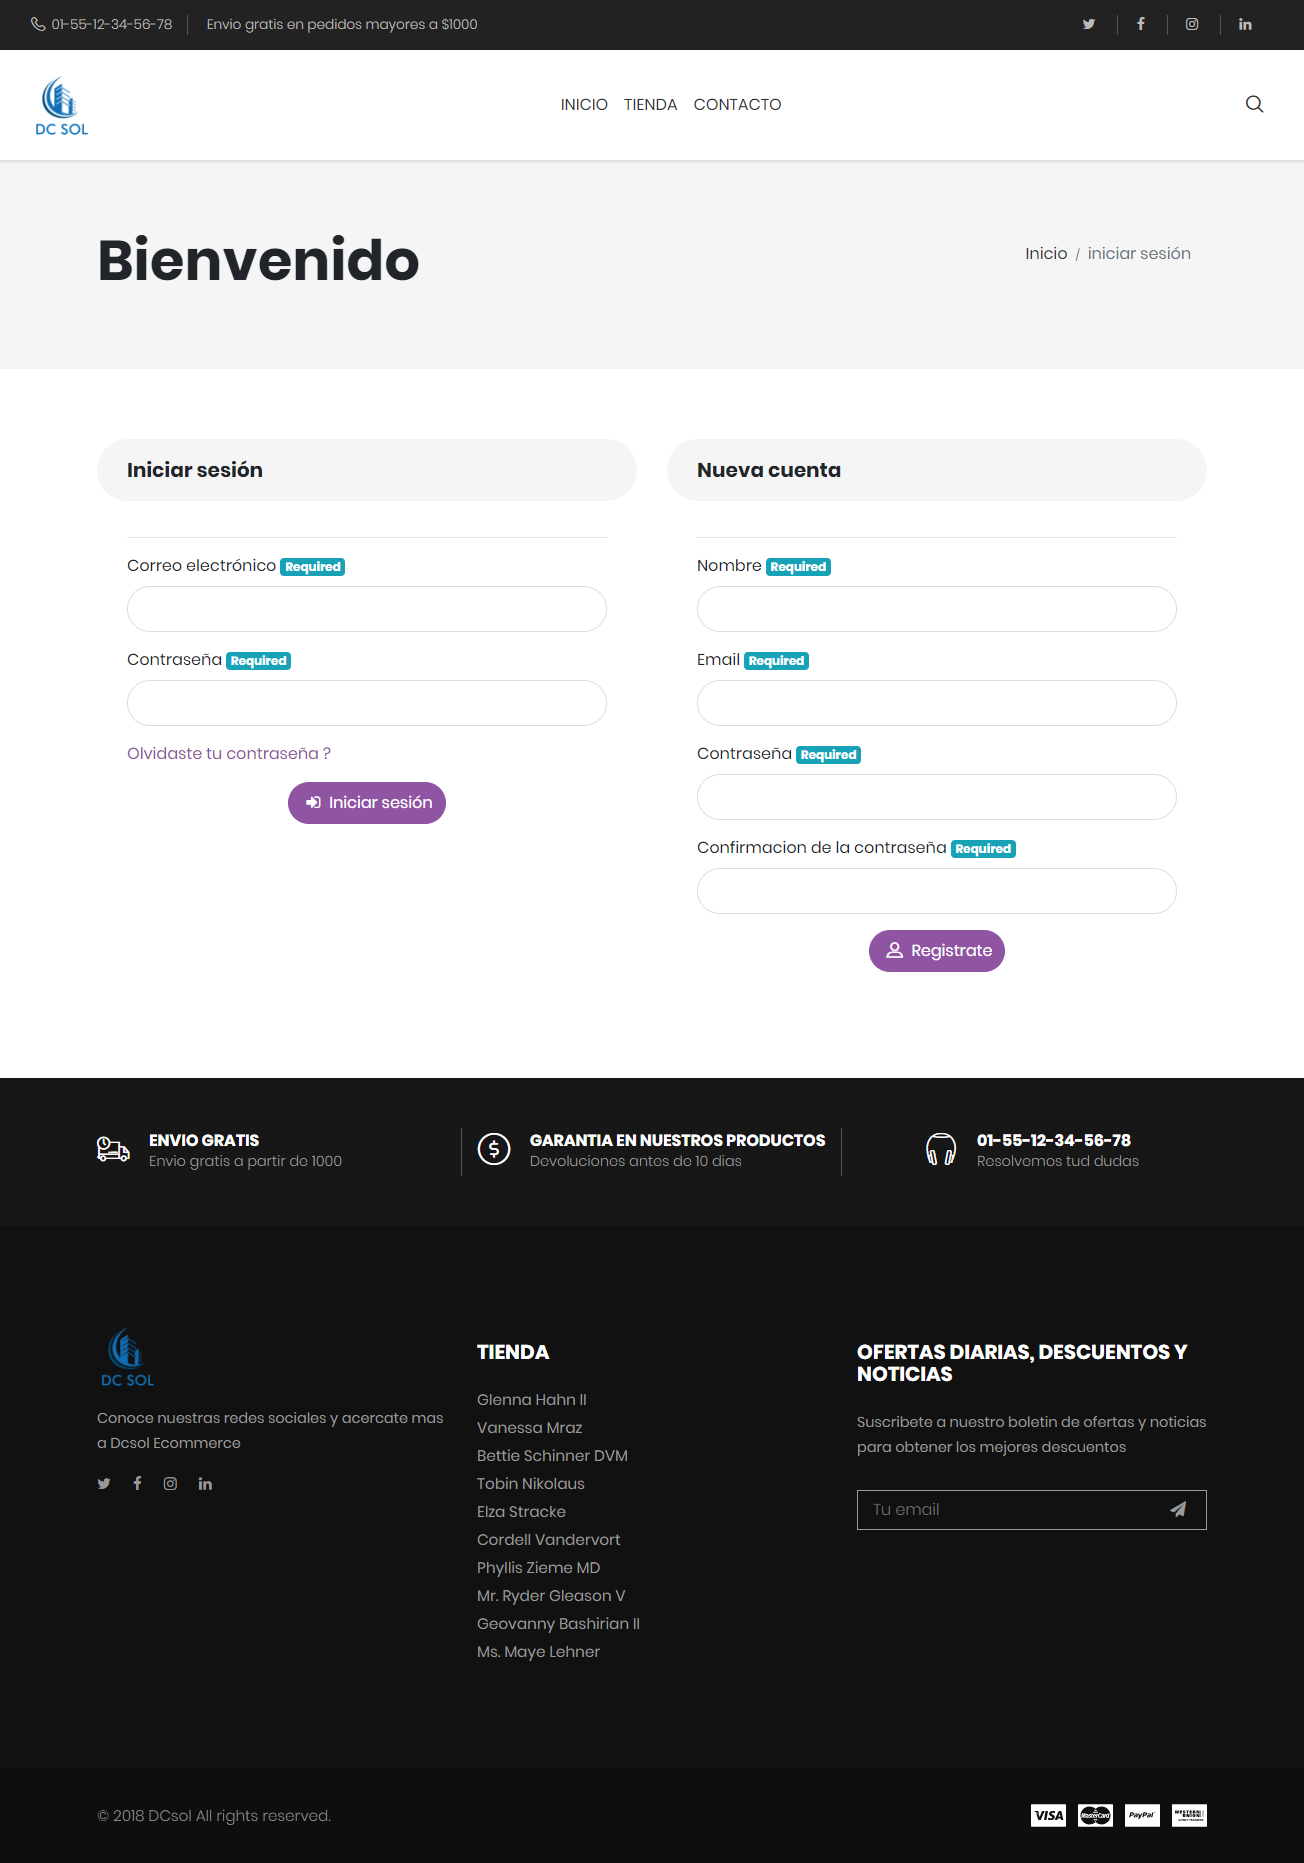 01-55-12-34-56-78
Envio gratis en pedidos mayores a $1000
DC SOL
INICIO TIENDA CONTACTO
Bienvenido
Inicio / iniciar sesión
Iniciar sesión
Correo electrónico Required
Contraseña Required
Olvidaste tu contraseña ?
Iniciar sesión
Nueva cuenta
Nombre Required
Email Required
Contraseña Required
Confirmacion de la contraseña Required
Registrate
ENVIO GRATIS
Envio gratis a partir de 1000
GARANTIA EN NUESTROS PRODUCTOS
Devoluciones antes de 10 dias
01-55-12-34-56-78
Resolvemos tud dudas
DC SOL
Conoce nuestras redes sociales y acercate mas
a Dcsol Ecommerce
TIENDA
Glenna Hahn II
Vanessa Mraz
Bettie Schinner DVM
Tobin Nikolaus
Elza Stracke
Cordell Vandervort
Phyllis Zieme MD
Mr. Ryder Gleason V
Geovanny Bashirian II
Ms. Maye Lehner
OFERTAS DIARIAS, DESCUENTOS Y
NOTICIAS
Suscribete a nuestro boletin de ofertas y noticias
para obtener los mejores descuentos
Tu email
© 2018 DCsol All rights reserved.
VISA MasterCard PayPal WESTERN UNION